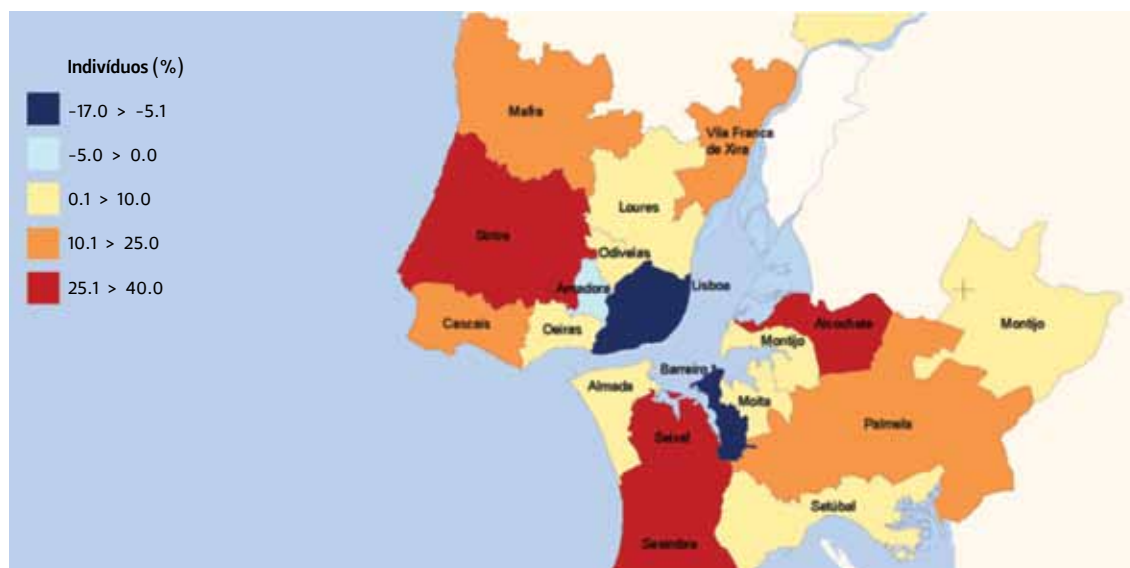 Indivíduos (%)
-17.0 > -5.1
-5.0 > 0.0
0.1 > 10.0
10.1 > 25.0
25.1 > 40.0
Mafra
Vila Franca
de Xira
Loures
Sintra
Odivelas
Amadora
Lisboa
Cascais
Oeiras
Alcochete
Montijo
Montijo
Barreiro
Almada
Moita
Seixal
Palmela
Setúbal
Sesimbra